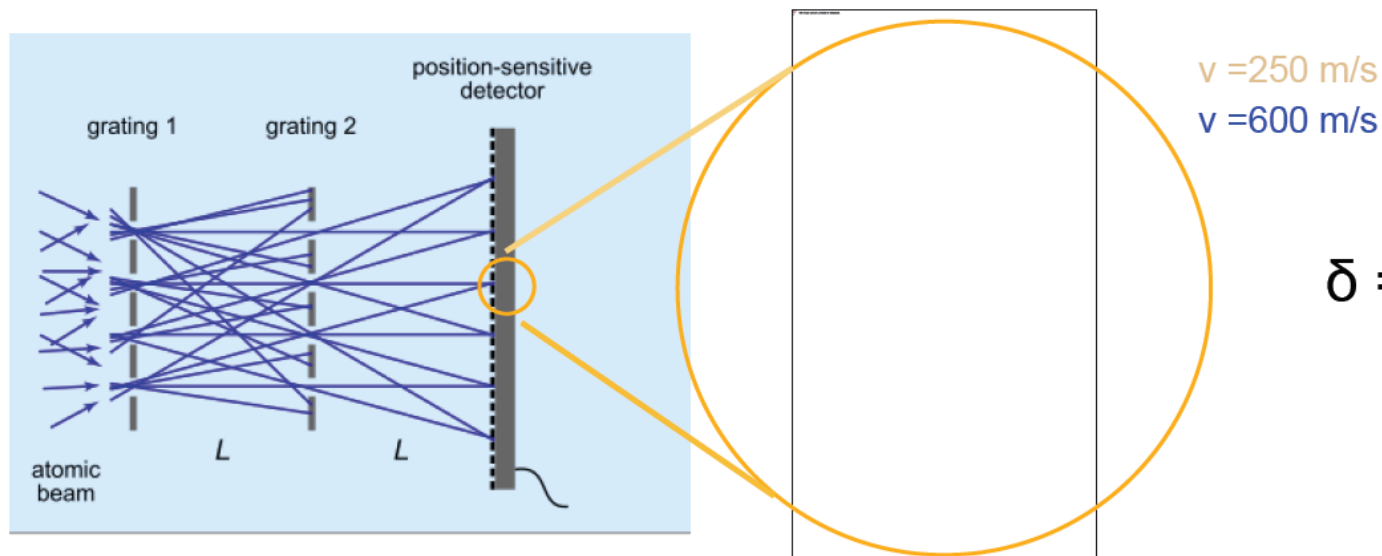 position-sensitive
detector
grating 1
grating 2
L
L
atomic
beam
v =250 m/s
v =600 m/s
δ =